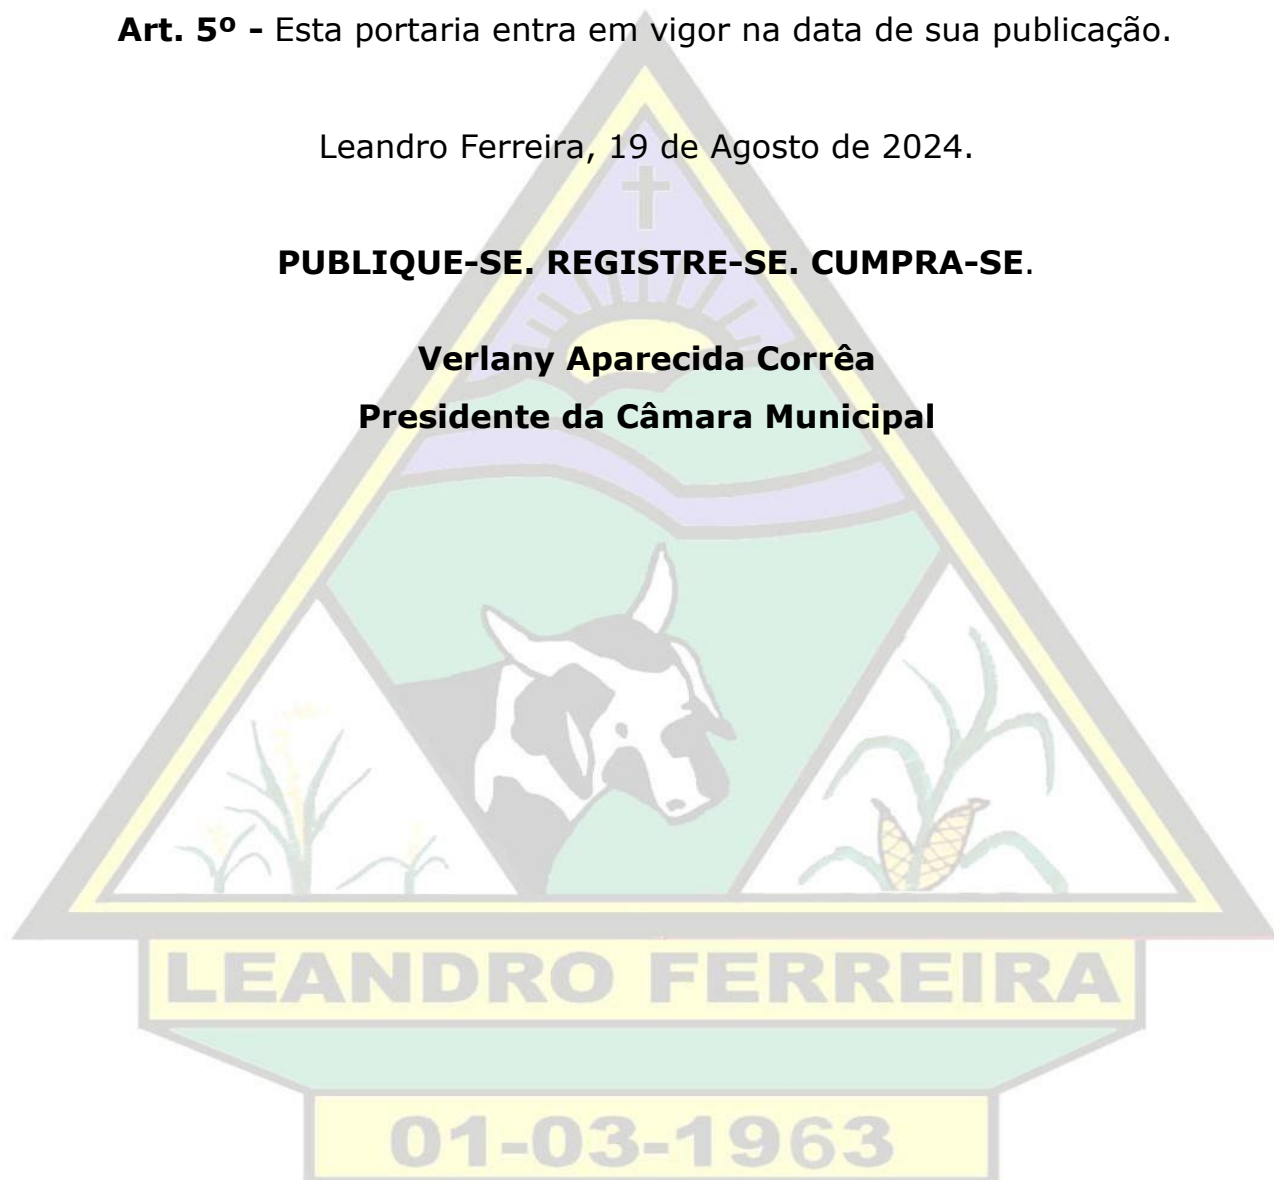 Art. 5º - Esta portaria entra em vigor na data de sua publicação.
Leandro Ferreira, 19 de Agosto de 2024.
PUBLIQUE-SE. REGISTRE-SE. CUMPRA-SE.
Verlany Aparecida Corrêa
Presidente da Câmara Municipal
LEANDRO FERREIRA
01-03-1963